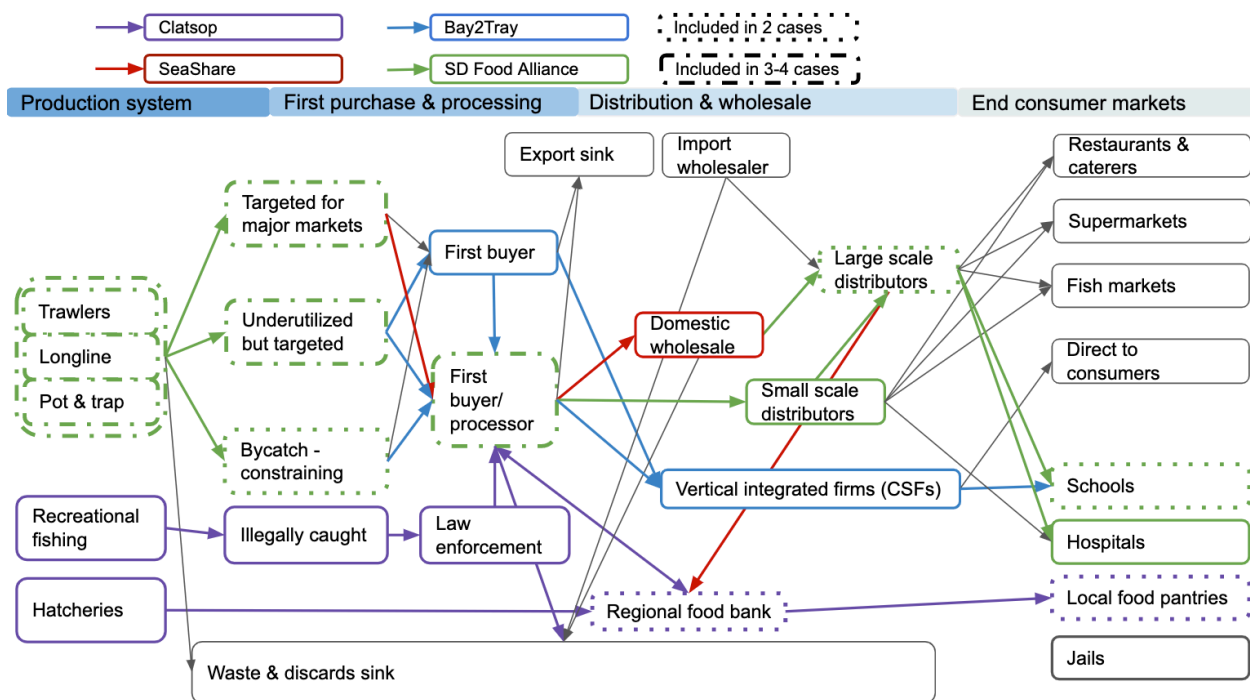 Clatsop
Bay2Tray
Included in 2 cases
SeaShare
SD Food Alliance
Included in 3-4 cases
Production system
First purchase & processing
Distribution & wholesale
End consumer markets
Export sink
Import
wholesaler
Restaurants &
caterers
Targeted for
major markets
Supermarkets
First buyer
Large scale
distributors
Fish markets
Trawlers
Longline
Pot & trap
Underutilized
but targeted
Domestic
wholesale
Direct to
consumers
First
buyer/
processor
Small scale
distributors
Bycatch -
constraining
Vertical integrated firms (CSFs)
Schools
Recreational
fishing
Illegally caught
Law
enforcement
Hospitals
Hatcheries
Regional food bank
Local food pantries
Waste & discards sink
Jails